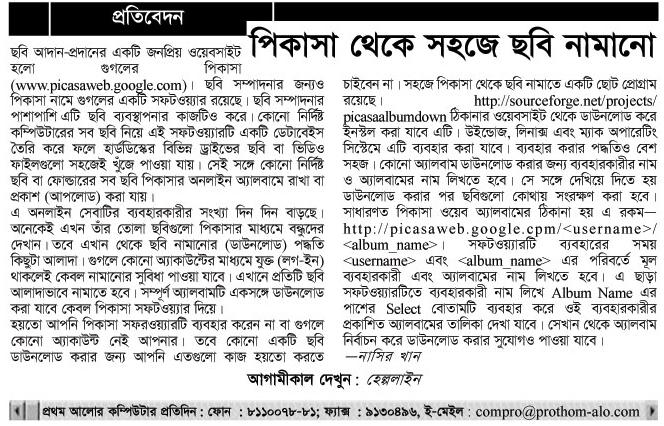 প্রতিবেদন
পিকাসা থেকে সহজে ছবি নামানো
ছবি আদান-প্রদানের একটি জনপ্রিয় ওয়েবসাইট
হলো গুগলের পিকাসা
(www.picasaweb.google.com)। ছবি সম্পাদনার জন্যও
পিকাসা নামে গুগলের একটি সফটওয়্যার রয়েছে। ছবি সম্পাদনার
পাশাপাশি এটি ছবি ব্যবস্থাপনার কাজটিও করে। কোনো নির্দিষ্ট
কম্পিউটারের সব ছবি নিয়ে এই সফটওয়্যারটি একটি ডেটাবেইস
তৈরি করে ফলে হার্ডডিস্কের বিভিন্ন ড্রাইভের ছবি বা ভিডিও
ফাইলগুলো সহজেই খুঁজে পাওয়া যায়। সেই সঙ্গে কোনো নির্দিষ্ট
ছবি বা ফোল্ডারের সব ছবি পিকাসার অনলাইন অ্যালবামে রাখা বা
প্রকাশ (আপলোড) করা যায়।
এ অনলাইন সেবাটির ব্যবহারকারীর সংখ্যা দিন দিন বাড়ছে।
অনেকেই এখন তাঁর তোলা ছবিগুলো পিকাসার মাধ্যমে বন্ধুদের
দেখান। তবে এখান থেকে ছবি নামানোর (ডাউনলোড) পদ্ধতি
কিছুটা আলাদা। গুগলে কোনো অ্যাকাউন্টের মাধ্যমে যুক্ত (লগ-ইন)
থাকলেই কেবল নামানোর সুবিধা পাওয়া যাবে। এখানে প্রতিটি ছবি
আলাদাভাবে নামাতে হবে। সম্পূর্ণ অ্যালবামটি একসঙ্গে ডাউনলোড
করা যাবে কেবল পিকাসা সফটওয়্যার দিয়ে।
হয়তো আপনি পিকাসা সফরওয়্যারটি ব্যবহার করেন না বা গুগলে
কোনো অ্যাকাউন্ট নেই আপনার। তবে কোনো একটি ছবি
ডাউনলোড করার জন্য আপনি এতগুলো কাজ হয়তো করতে
চাইবেন না। সহজে পিকাসা থেকে ছবি নামাতে একটি ছোট প্রোগ্রাম
রয়েছে। http://sourceforge.net/projects/
picasaalbumdown ঠিকানার ওয়েবসাইট থেকে ডাউনলোড করে
ইনস্টল করা যাবে এটি। উইন্ডোজ, লিনাক্স এবং ম্যাক অপারেটিং
সিস্টেমে এটি ব্যবহার করা যাবে। ব্যবহার করার পদ্ধতিও বেশ
সহজ। কোনো অ্যালবাম ডাউনলোড করার জন্য ব্যবহারকারীর নাম
ও অ্যালবামের নাম লিখতে হবে। সে সঙ্গে দেখিয়ে দিতে হয়
ডাউনলোড করার পর ছবিগুলো কোথায় সংরক্ষণ করা হবে।
সাধারণত পিকাসা ওয়েব অ্যালবামের ঠিকানা হয় এ রকম—
http://picasaweb.google.cpm/<username>/
<album_name>। সফটওয়্যারটি ব্যবহারের সময়
<username> এবং <album_name> এর পরিবর্তে মূল
ব্যবহারকারী এবং অ্যালবামের নাম লিখতে হবে। এ ছাড়া
সফটওয়্যারটিতে ব্যবহারকারী নাম লিখে Album Name এর
পাশের Select বোতামটি ব্যবহার করে ওই ব্যবহারকারীর
প্রকাশিত অ্যালবামের তালিকা দেখা যাবে। সেখান থেকে অ্যালবাম
নির্বাচন করে ডাউনলোড করার সুযোগও পাওয়া যাবে।
—নাসির খান
আগামীকাল দেখুন : হেল্পলাইন
প্রথম আলোর কম্পিউটার প্রতিদিন : ফোন : ৮১১০০৭৮-৮১; ফ্যাক্স : ৯১৩০৪৯৬, ই-মেইল : compro@prothom-alo.com